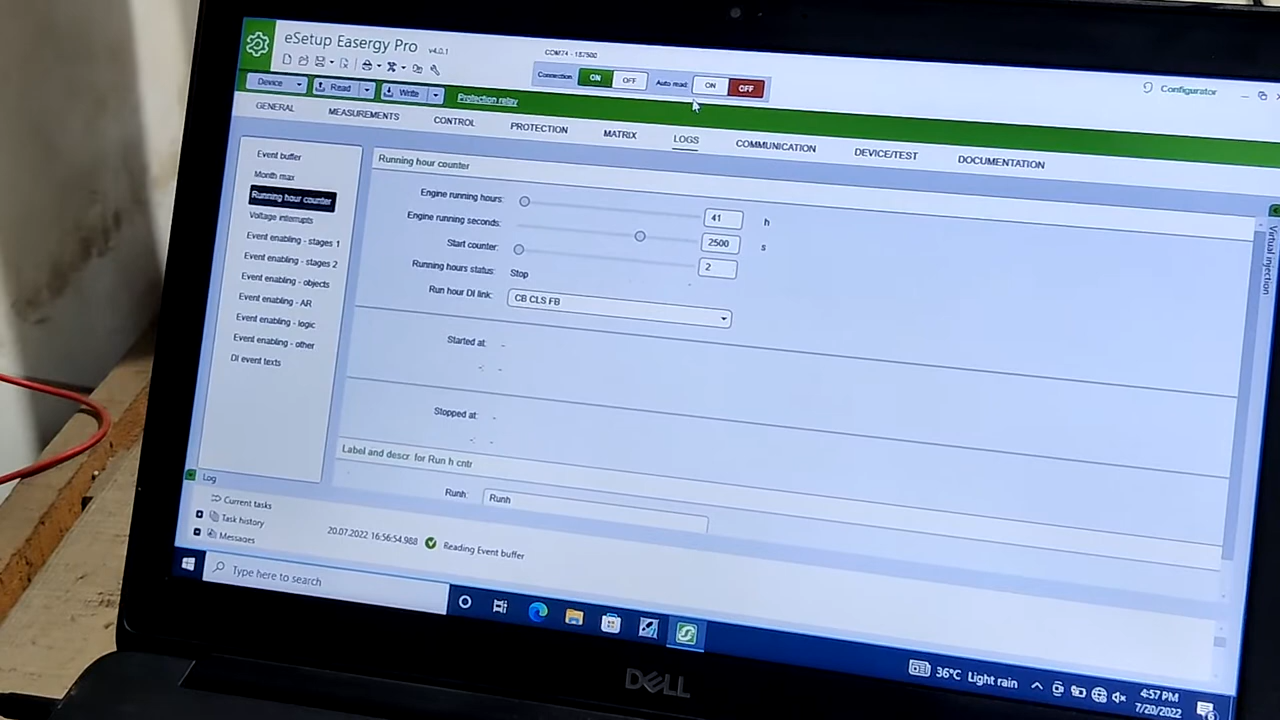 eSetup Easergy Pro v4.0.1
COM74 - 187500
Connection: ON OFF Auto read: ON OFF
Configurator
Device Read Write Protection relay
GENERAL MEASUREMENTS CONTROL PROTECTION MATRIX LOGS COMMUNICATION DEVICE/TEST DOCUMENTATION
Event buffer
Month max
Running hour counter
Voltage interrupts
Event enabling - stages 1
Event enabling - stages 2
Event enabling - objects
Event enabling - AR
Event enabling - logic
Event enabling - other
DI event texts
Running hour counter
Engine running hours: 41 h
Engine running seconds: 2500 s
Start counter: 2
Running hours status: Stop
Run hour DI link: CB CLS FB
Started at: -
-: -
Stopped at: -
-: -
Label and descr. for Run h cntr
Runh: Runh
Virtual injection
Log
Current tasks
Task history
Messages
20.07.2022 16:56:54.988 Reading Event buffer
Type here to search
36°C Light rain
4:57 PM
7/20/2022
DELL